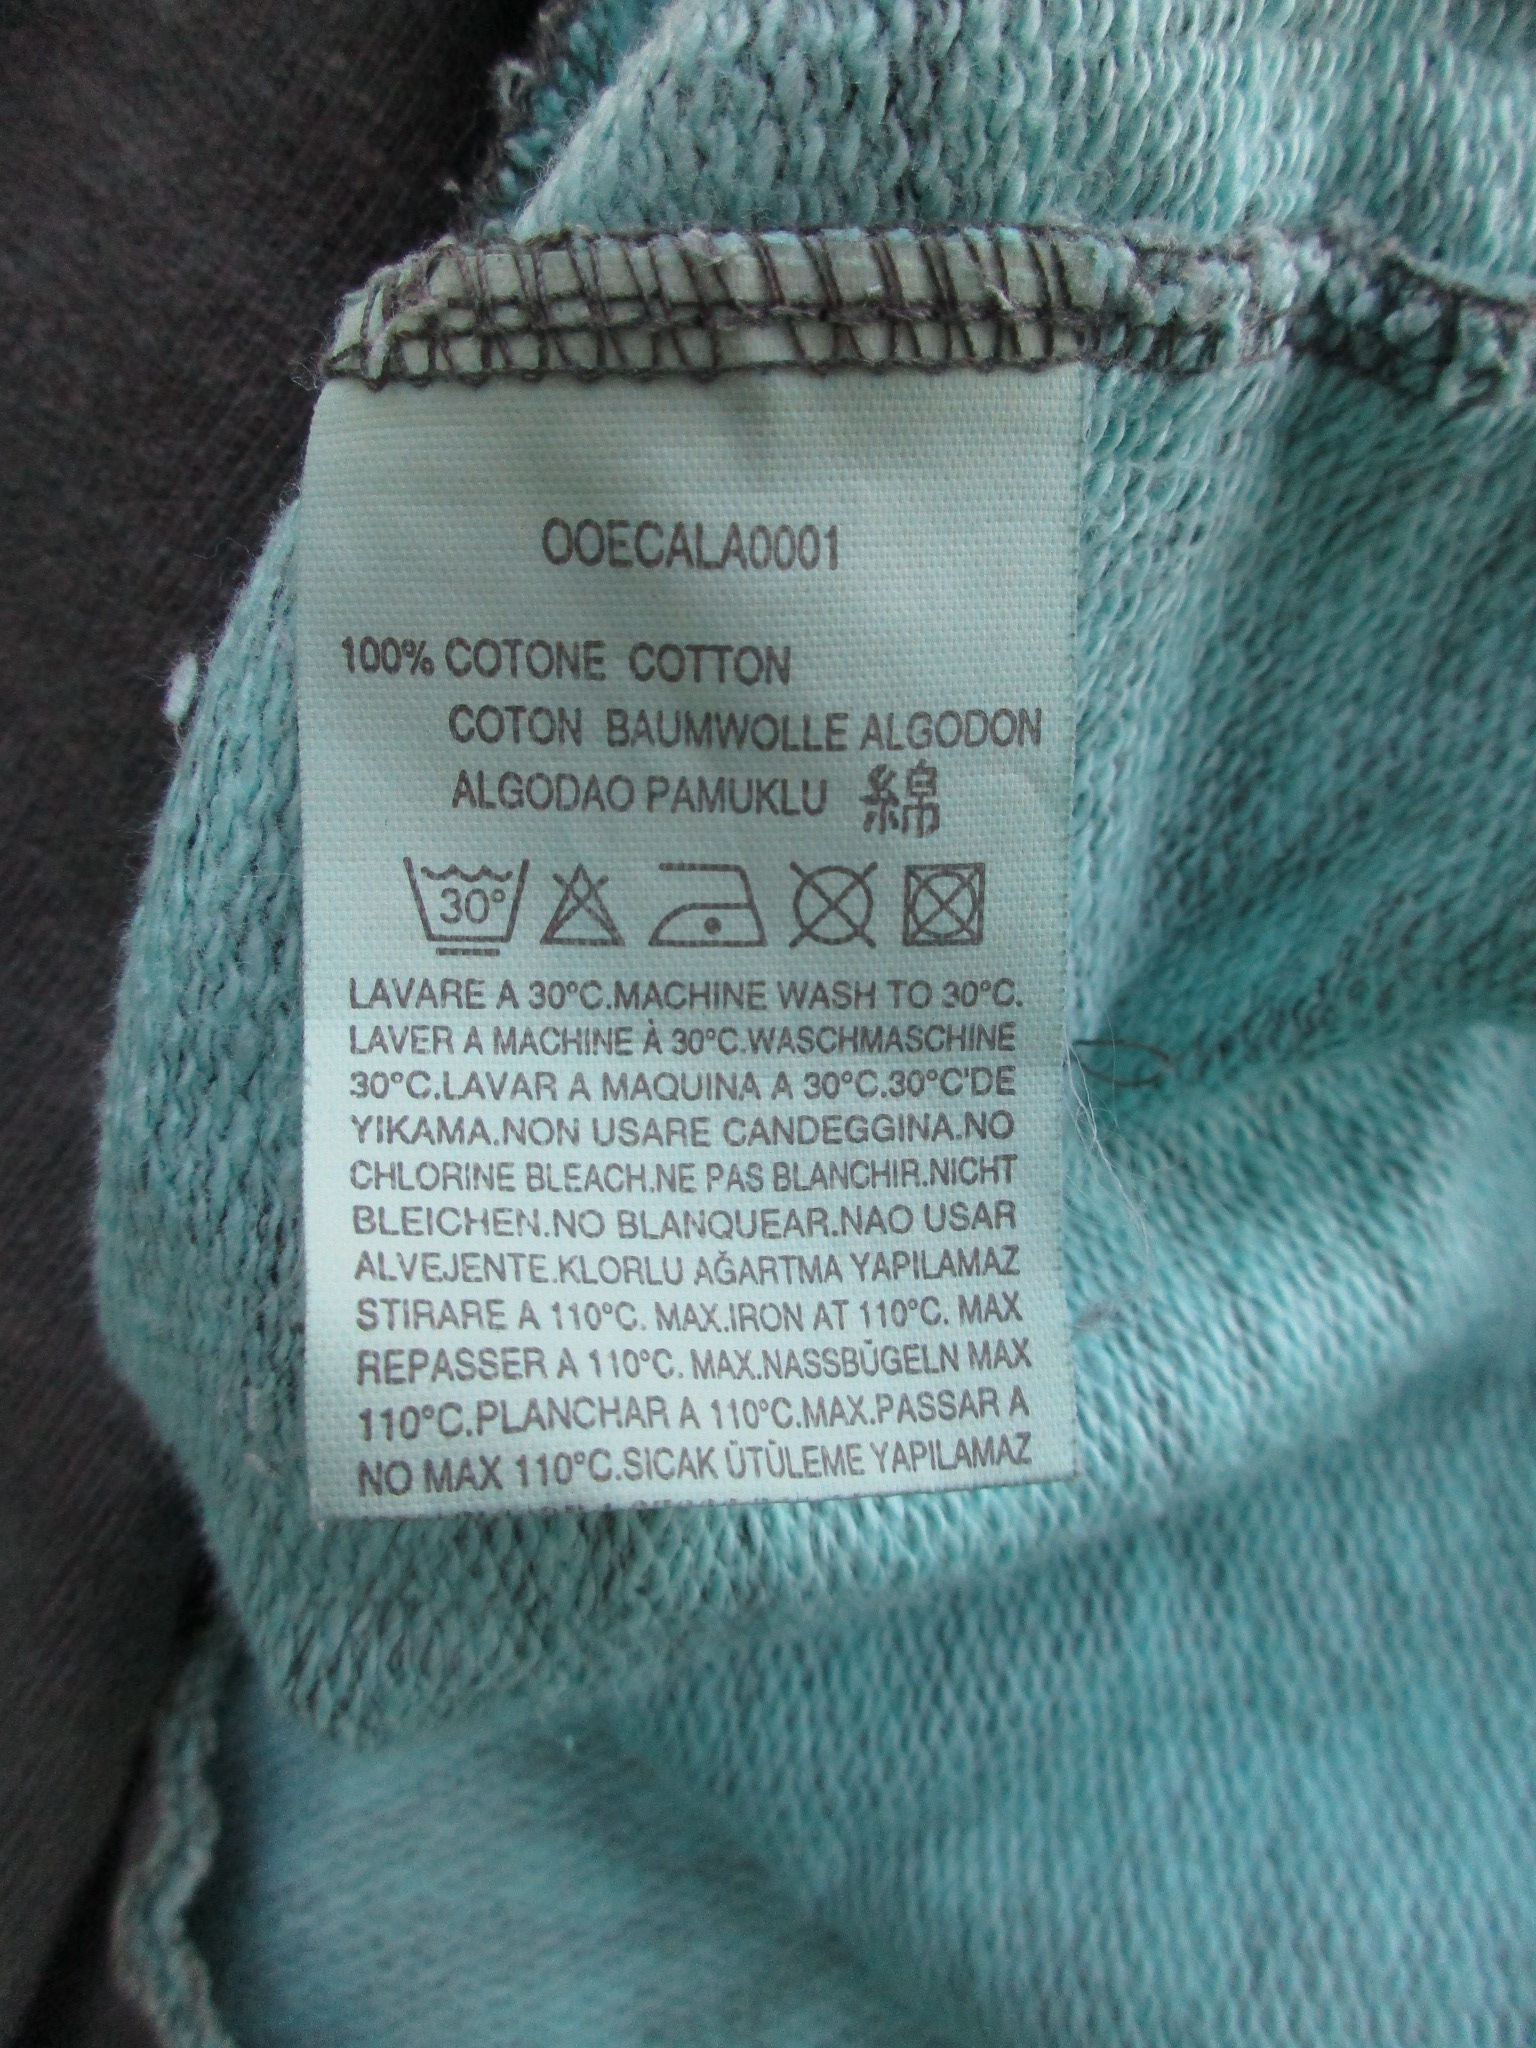 OOECALA0001
100% COTONE COTTON
COTON BAUMWOLLE ALGODON
ALGODAO PAMUKLU 綿
30°
LAVARE A 30°C.MACHINE WASH TO 30°C.
LAVER A MACHINE À 30°C.WASCHMASCHINE
30°C.LAVAR A MAQUINA A 30°C.30°C'DE
YIKAMA.NON USARE CANDEGGINA.NO
CHLORINE BLEACH.NE PAS BLANCHIR.NICHT
BLEICHEN.NO BLANQUEAR.NAO USAR
ALVEJENTE.KLORLU AĞARTMA YAPILAMAZ
STIRARE A 110°C. MAX.IRON AT 110°C. MAX
REPASSER A 110°C. MAX.NASSBÜGELN MAX
110°C.PLANCHAR A 110°C.MAX.PASSAR A
NO MAX 110°C.SICAK ÜTÜLEME YAPILAMAZ